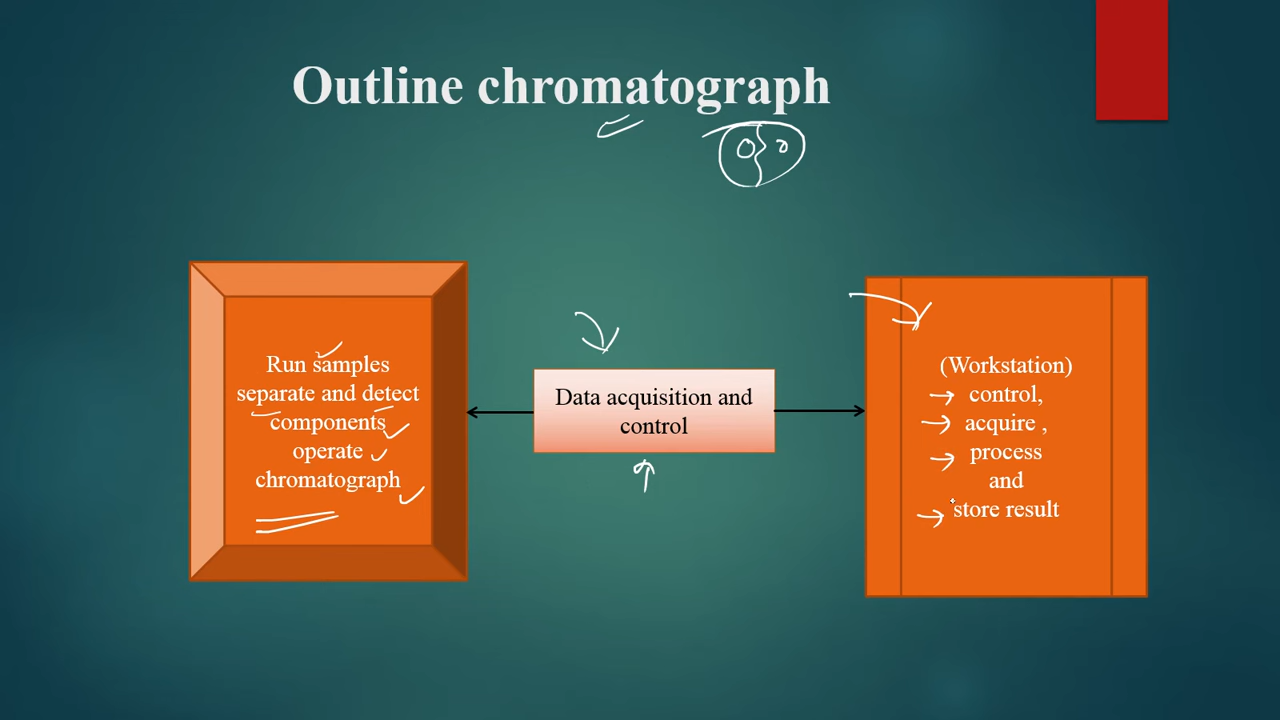 Outline chromatograph
Run samples
separate and detect
components
operate
chromatograph
Data acquisition and
control
(Workstation)
control,
acquire ,
process
and
store result